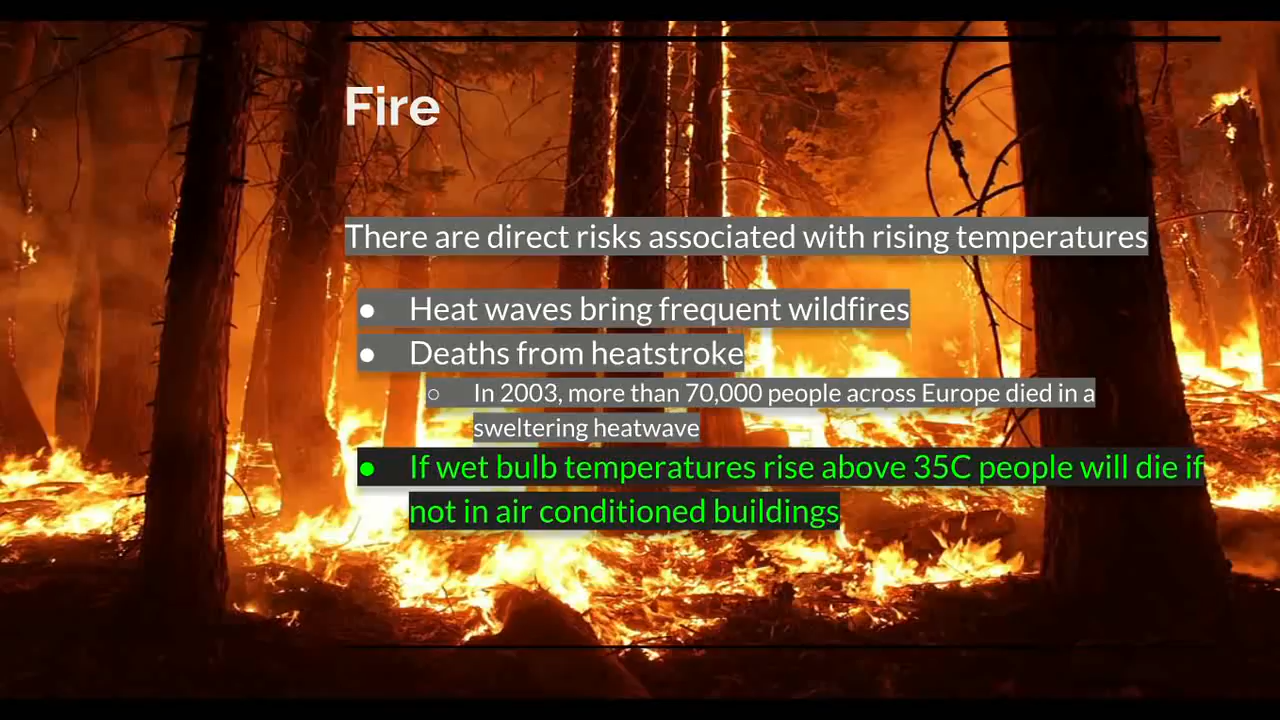 Fire
There are direct risks associated with rising temperatures
● Heat waves bring frequent wildfires
● Deaths from heatstroke
○ In 2003, more than 70,000 people across Europe died in a
sweltering heatwave
● If wet bulb temperatures rise above 35C people will die if
not in air conditioned buildings